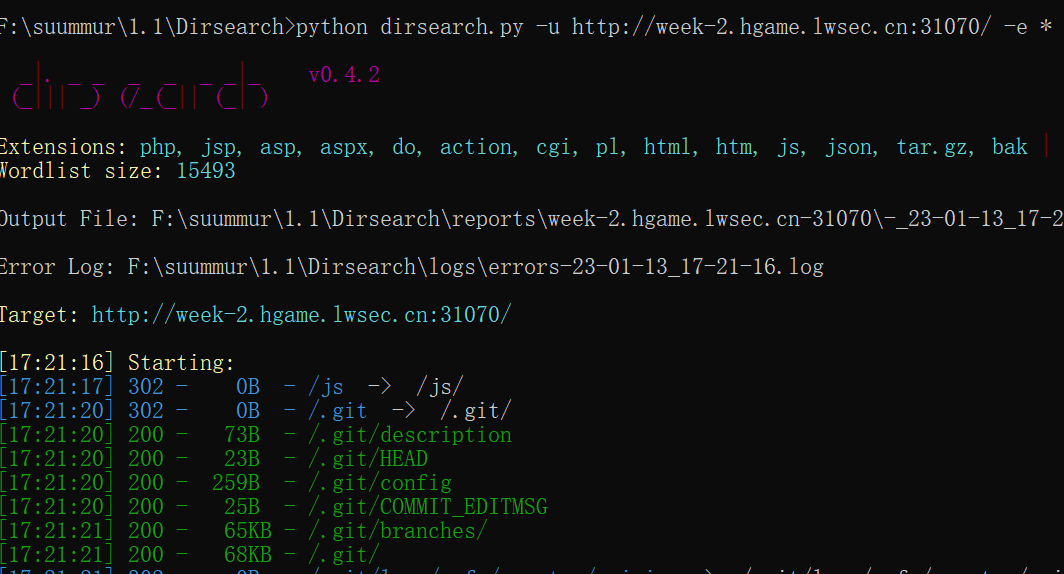 F:\suummur\1.1\Dirsearch>python dirsearch.py -u http://week-2.hgame.lwsec.cn:31070/ -e *
dirsearch v0.4.2
Extensions: php, jsp, asp, aspx, do, action, cgi, pl, html, htm, js, json, tar.gz, bak |
Wordlist size: 15493
Output File: F:\suummur\1.1\Dirsearch\reports\week-2.hgame.lwsec.cn-31070\-_23-01-13_17-2
Error Log: F:\suummur\1.1\Dirsearch\logs\errors-23-01-13_17-21-16.log
Target: http://week-2.hgame.lwsec.cn:31070/
[17:21:16] Starting:
[17:21:17] 302 -    0B  - /js  ->  /js/
[17:21:20] 302 -    0B  - /.git  ->  /.git/
[17:21:20] 200 -   73B  - /.git/description
[17:21:20] 200 -   23B  - /.git/HEAD
[17:21:20] 200 -  259B  - /.git/config
[17:21:20] 200 -   25B  - /.git/COMMIT_EDITMSG
[17:21:21] 200 -   65KB - /.git/branches/
[17:21:21] 200 -   68KB - /.git/